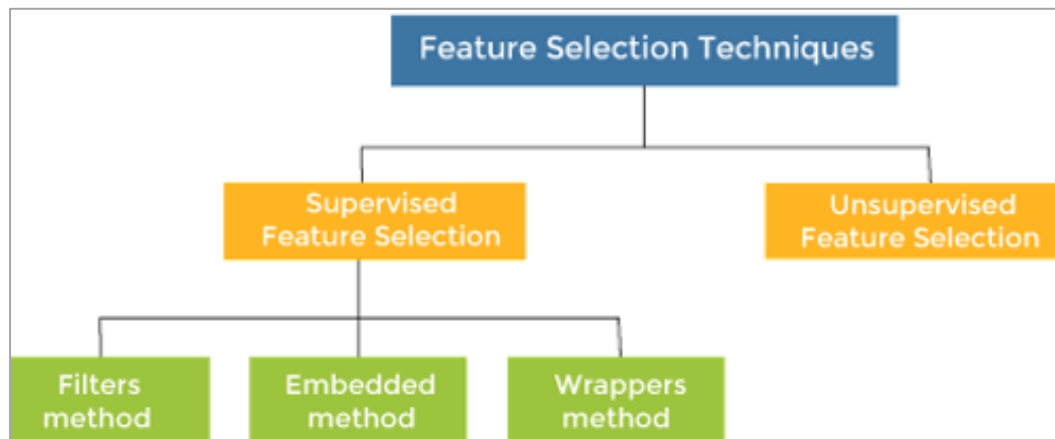 Feature Selection Techniques
Supervised
Feature Selection
Unsupervised
Feature Selection
Filters
method
Embedded
method
Wrappers
method